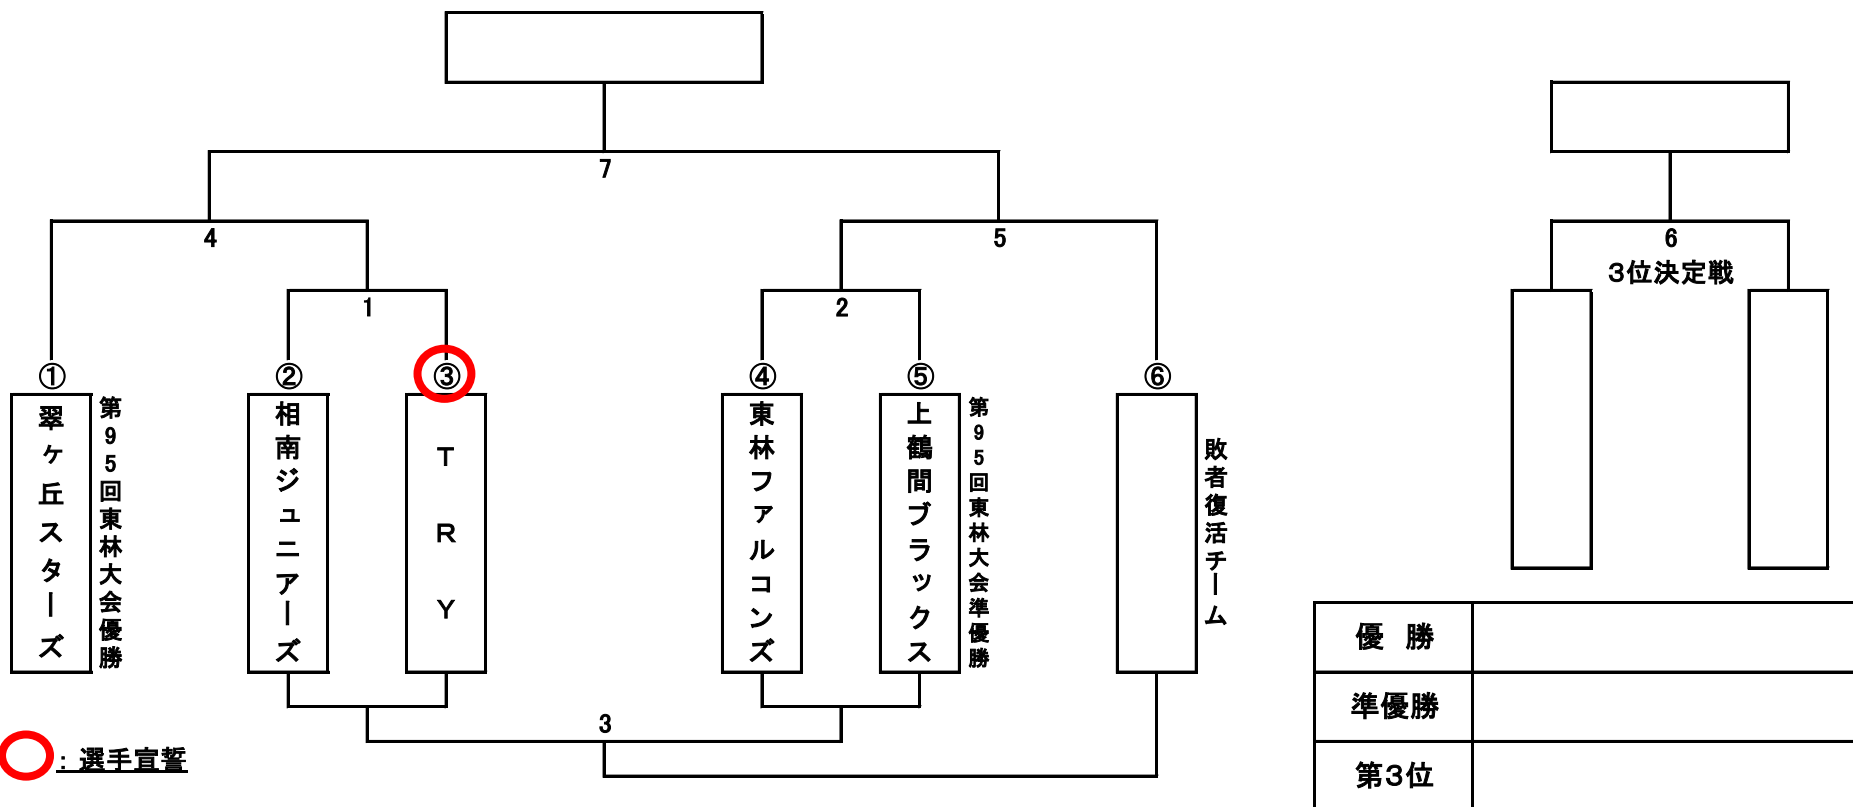 7
4
5
6
3位決定戦
1
2
①
②
③
④
⑤
⑥
翠ヶ丘スターズ
第95回東林大会優勝
相南ジュニアーズ
TRY
東林ファルコンズ
上鶴間ブラックス
第95回東林大会準優勝
敗者復活チーム
3
：選手宣誓
優 勝
準優勝
第3位